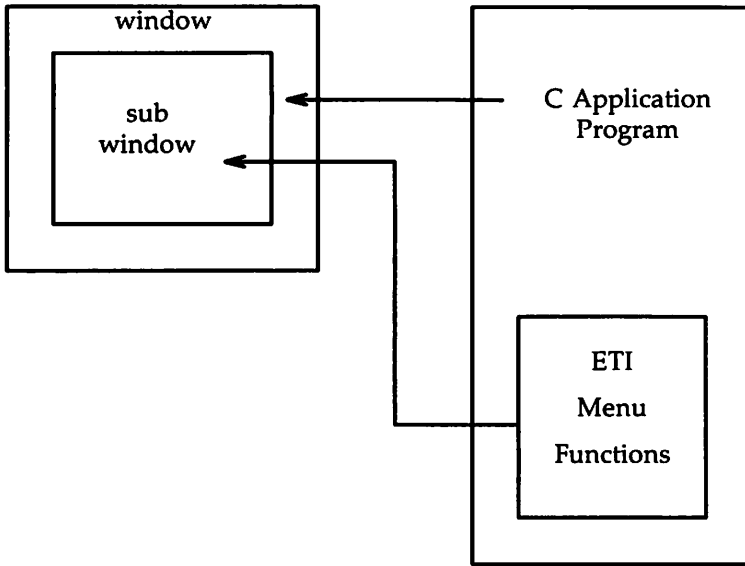 window
sub
window
C Application
Program
ETI
Menu
Functions